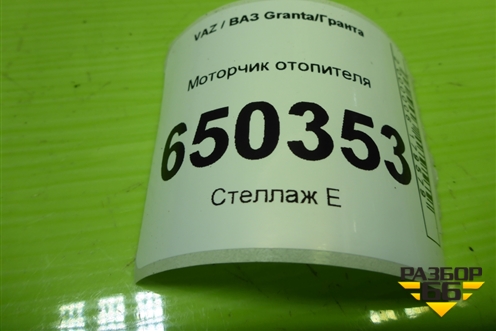 VAZ / ВАЗ Granta/Гранта
Моторчик отопителя
650353
Стеллаж Е
РАЗБОР
66